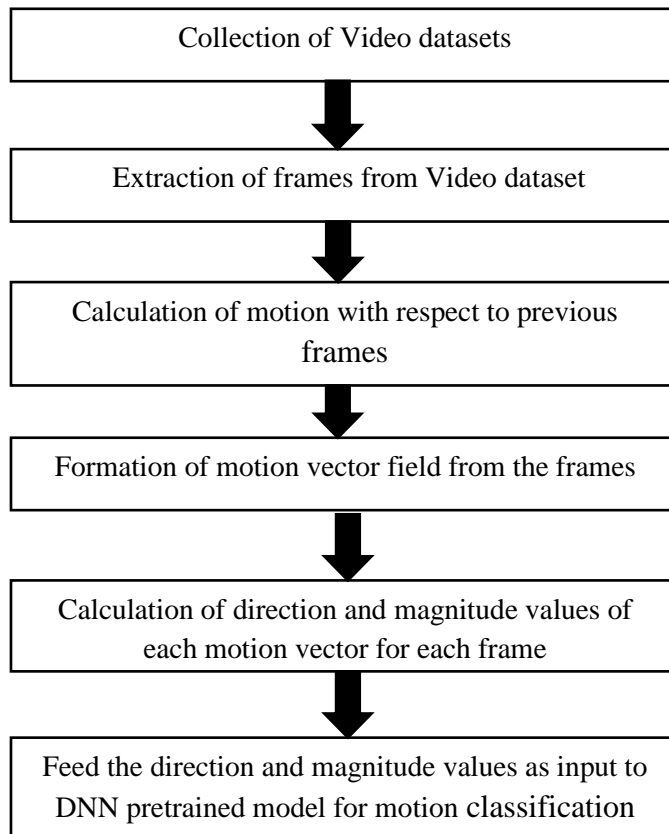 Collection of Video datasets
Extraction of frames from Video dataset
Calculation of motion with respect to previous
frames
Formation of motion vector field from the frames
Calculation of direction and magnitude values of
each motion vector for each frame
Feed the direction and magnitude values as input to
DNN pretrained model for motion classification